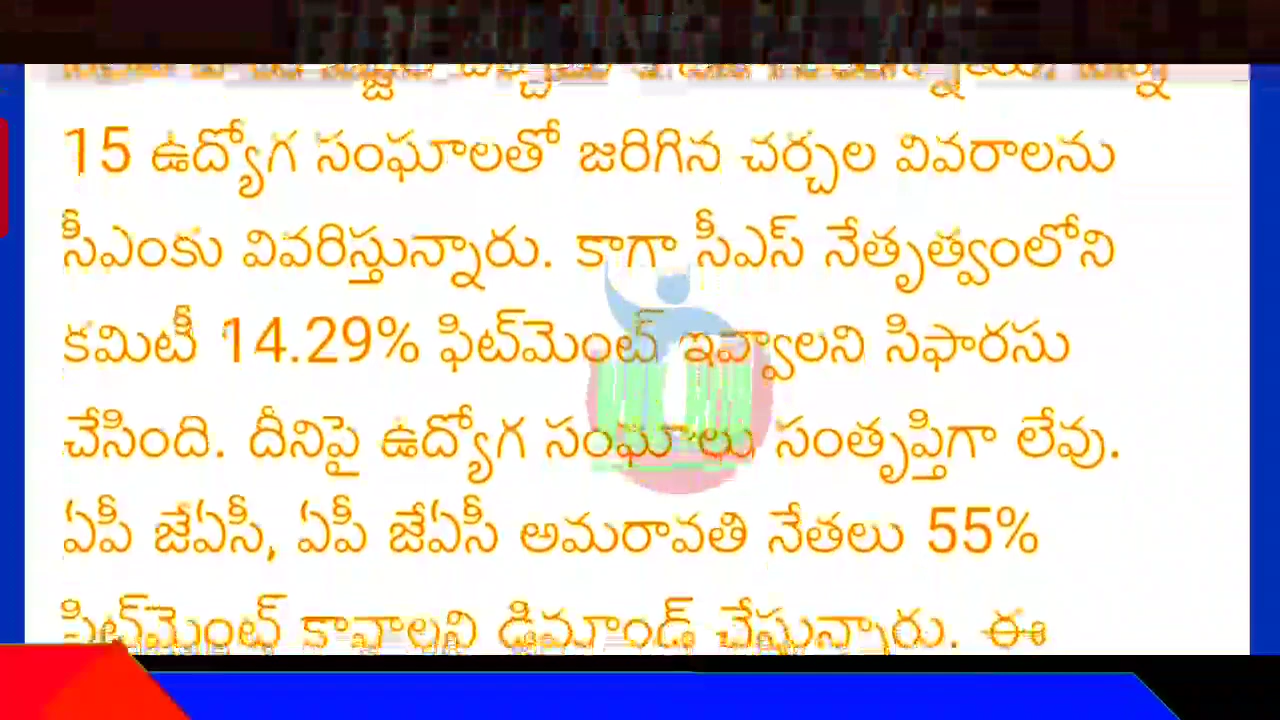 15 ఉద్యోగ సంఘాలతో జరిగిన చర్చల వివరాలను
సీఎంకు వివరిస్తున్నారు. కాగా సీఎస్ నేతృత్వంలోని
కమిటీ 14.29% ఫిట్‌మెంట్ ఇవ్వాలని సిఫారసు
చేసింది. దీనిపై ఉద్యోగ సంఘాలు సంతృప్తిగా లేవు.
ఏపీ జేఏసీ, ఏపీ జేఏసీ అమరావతి నేతలు 55%
ఫిట్‌మెంట్ కావాలని డిమాండ్ చేస్తున్నారు. ఈ